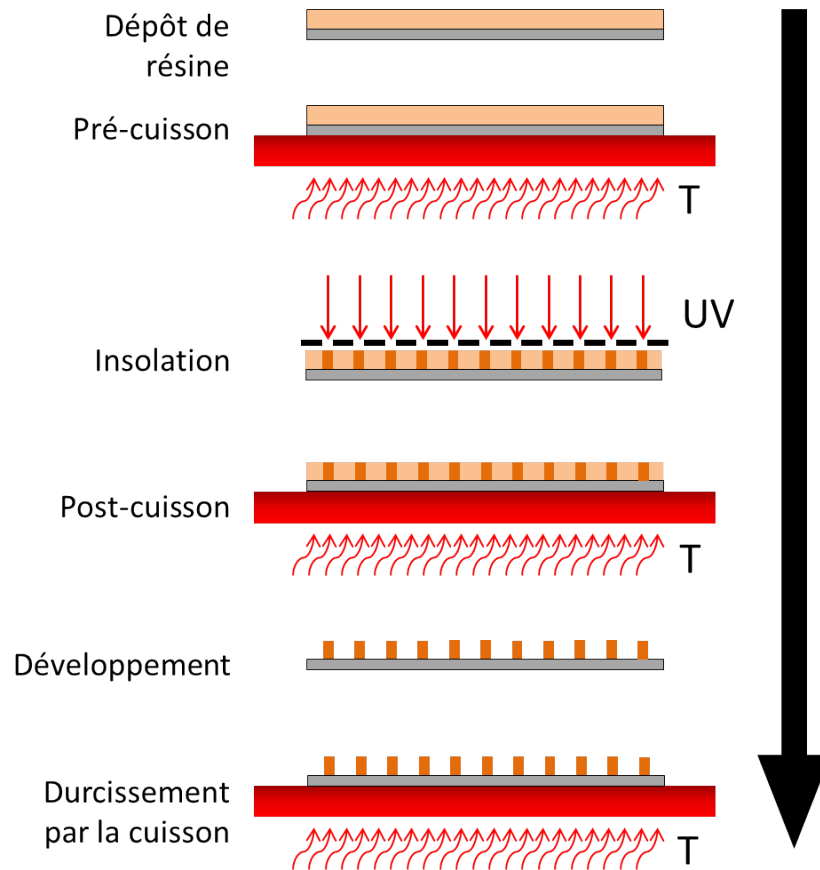 Dépôt de
résine
Pré-cuisson
T
UV
Insolation
Post-cuisson
T
Développement
Durcissement
par la cuisson
T